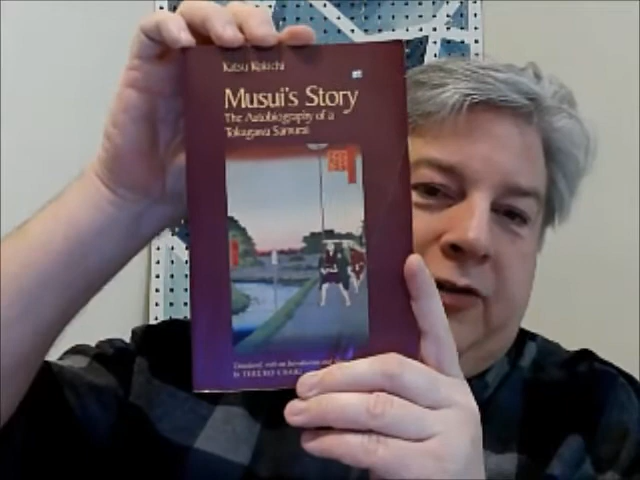 Katsu Kokichi
Musui's Story
The Autobiography of a
Tokugawa Samurai
Translated, with an Introduction and
by TERUKO CRAIG